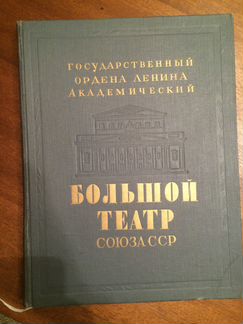 ГОСУДАРСТВЕННЫЙ
ОРДЕНА ЛЕНИНА
АКАДЕМИЧЕСКИЙ
БОЛЬШОЙ
ТЕАТР
СОЮЗА ССР